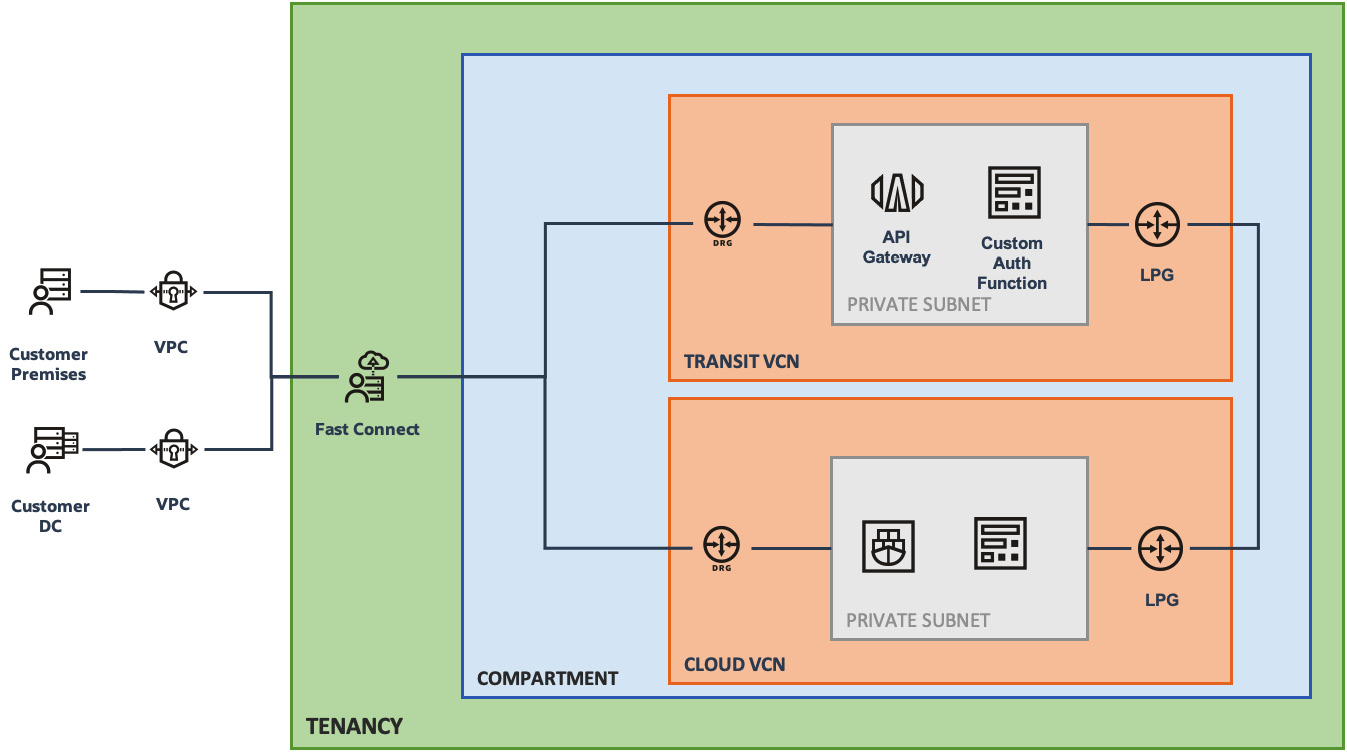 Customer
Premises
VPC
Customer
DC
VPC
Fast Connect
DRG
API
Gateway
Custom
Auth
Function
PRIVATE SUBNET
LPG
TRANSIT VCN
DRG
PRIVATE SUBNET
LPG
CLOUD VCN
COMPARTMENT
TENANCY